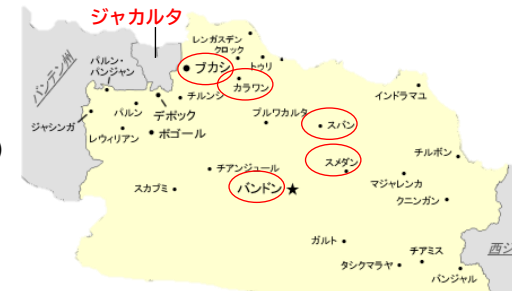 ジャカルタ
バンテン州
パルン・
パンジャン
レンガスデン
クロック
トゥリ
ブカシ
カラワン
チルンシ
デポック
パルン
ジャシンガ
レウィリアン
ボゴール
プルワカルタ
スバン
インドラマユ
スメダン
チルボン
チアンジュール
スカブミ
バンドン
マジャレンカ
クニンガン
ガルト
タシクマラヤ
チアミス
パンジャル
西ジ